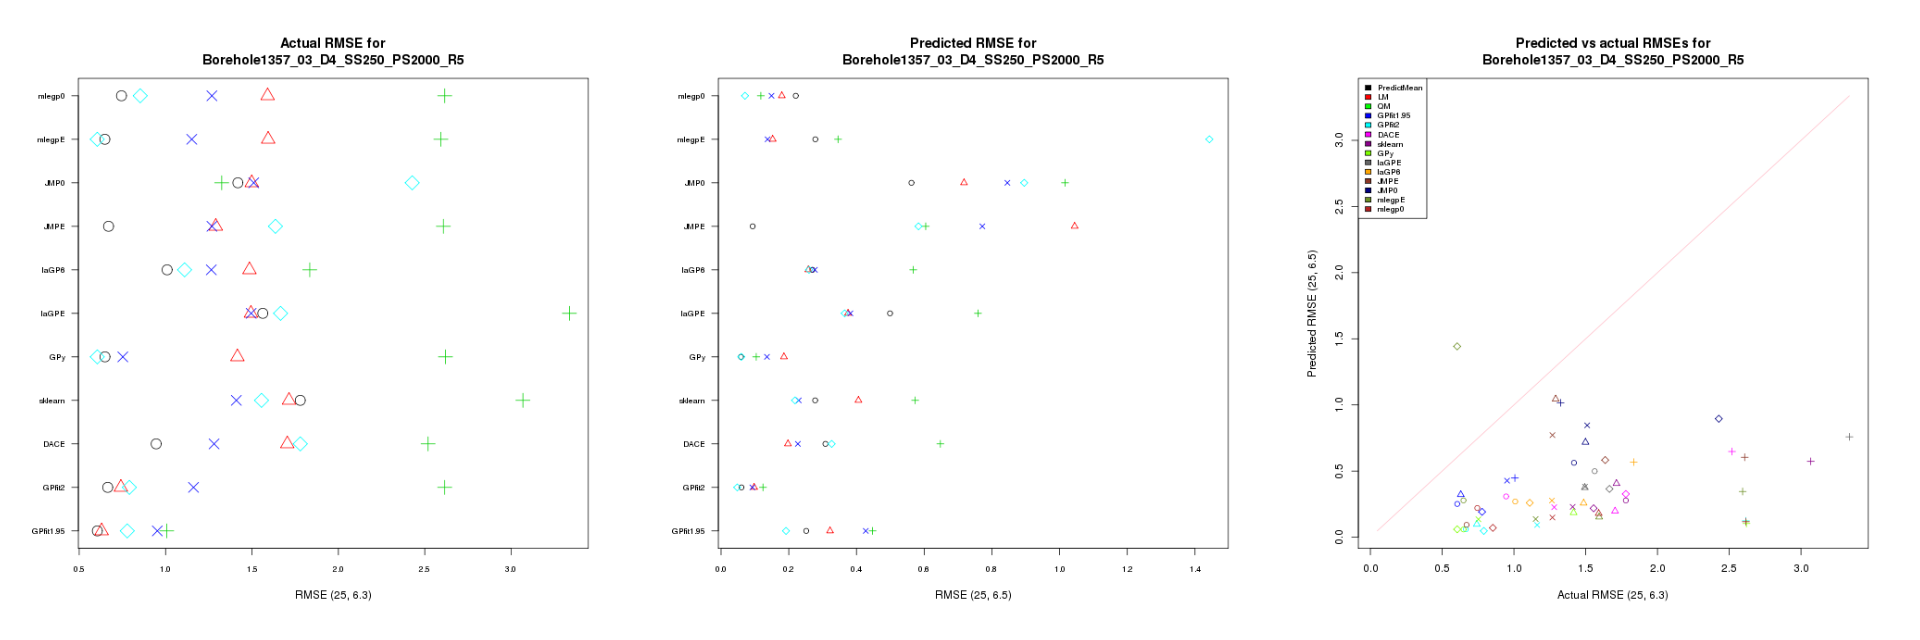 Actual RMSE for
Borehole1357_03_D4_SS250_PS2000_R5
mlegp0
mlegpE
JMP0
JMPE
laGP6
laGPE
GPy
sklearn
DACE
GPfit2
GPfit1.95
0.5 1.0 1.5 2.0 2.5 3.0
RMSE (25, 6.3)
Predicted RMSE for
Borehole1357_03_D4_SS250_PS2000_R5
mlegp0
mlegpE
JMP0
JMPE
laGP6
laGPE
GPy
sklearn
DACE
GPfit2
GPfit1.95
0.0 0.2 0.4 0.6 0.8 1.0 1.2 1.4
RMSE (25, 6.5)
Predicted vs actual RMSEs for
Borehole1357_03_D4_SS250_PS2000_R5
PredictMean
LM
QM
GPfit1.95
GPfit2
DACE
sklearn
GPy
laGPE
laGP6
JMPE
JMP0
mlegpE
mlegp0
Predicted RMSE (25, 6.5)
3.0
2.5
2.0
1.5
1.0
0.5
0.0
0.0 0.5 1.0 1.5 2.0 2.5 3.0
Actual RMSE (25, 6.3)